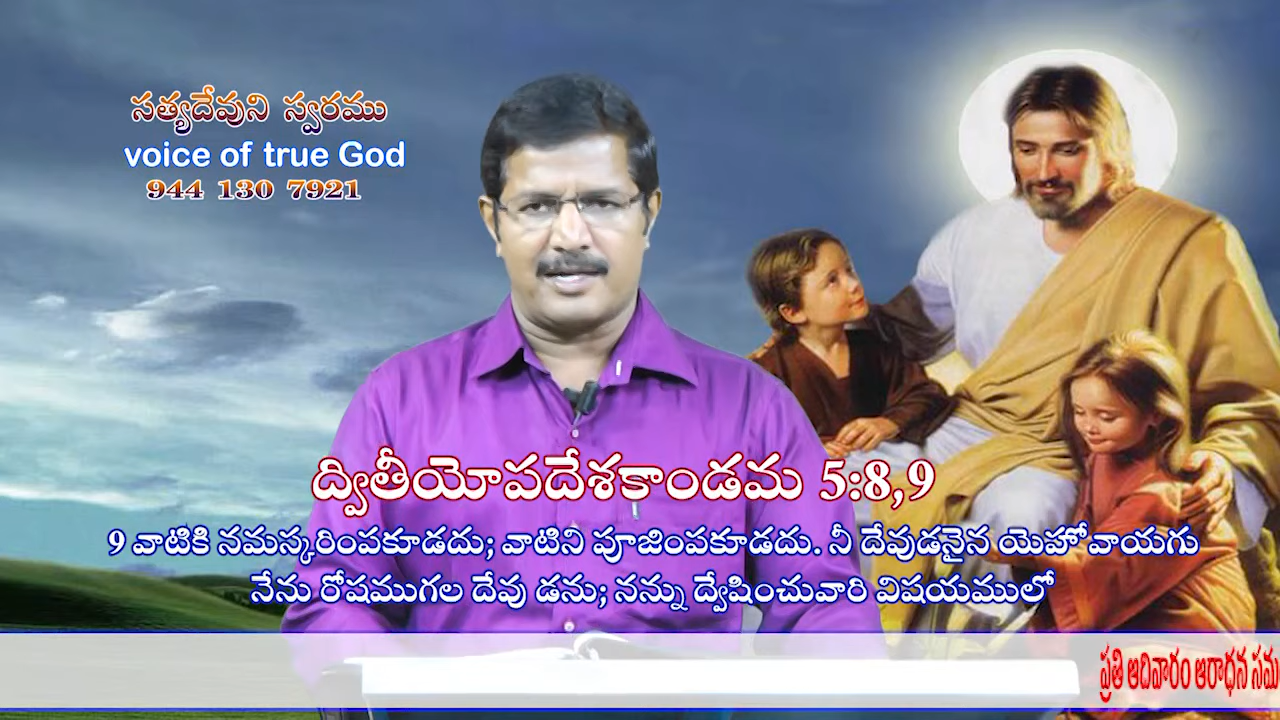 సత్యదేవుని స్వరము
voice of true God
944 130 7921
ద్వితీయోపదేశకాండమ 5:8,9
9 వాటికి నమస్కరింపకూడదు; వాటిని పూజింపకూడదు. నీ దేవుడనైన యెహోవాయగు
నేను రోషముగల దేవు డను; నన్ను ద్వేషించువారి విషయములో
ప్రతి ఆదివారం ఆరాధన సమ